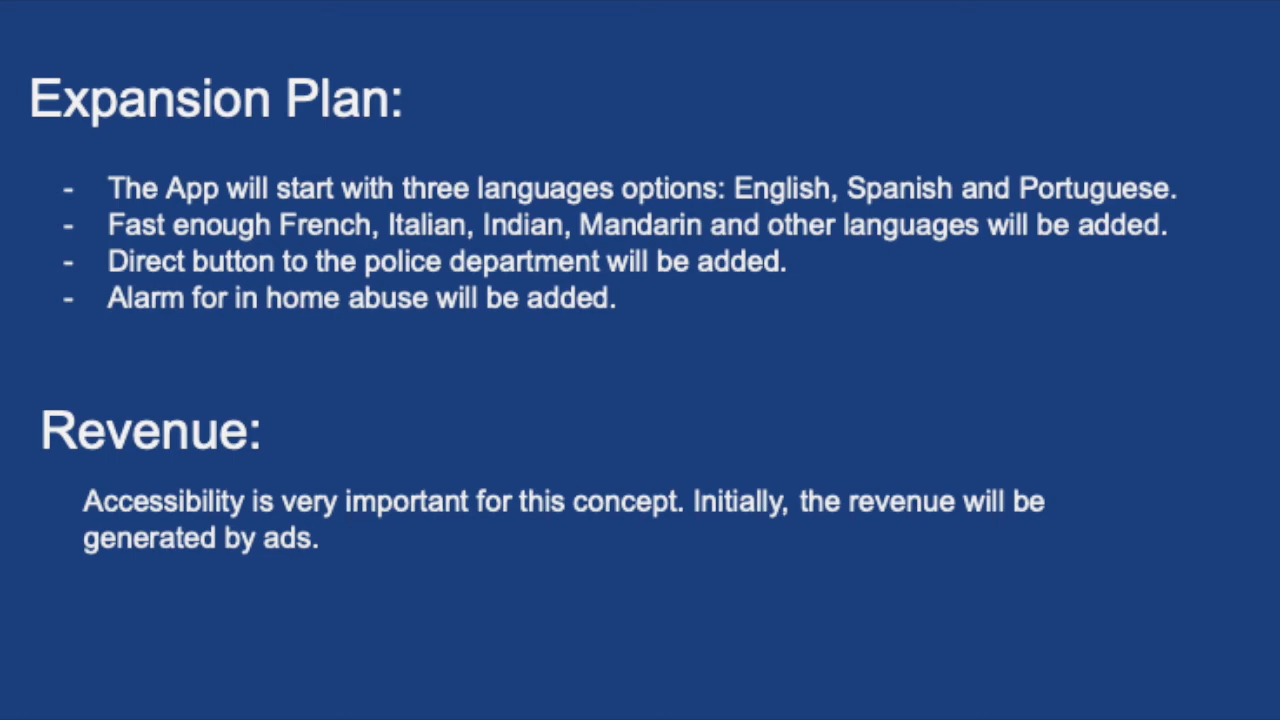 Expansion Plan:
- The App will start with three languages options: English, Spanish and Portuguese.
- Fast enough French, Italian, Indian, Mandarin and other languages will be added.
- Direct button to the police department will be added.
- Alarm for in home abuse will be added.
Revenue:
Accessibility is very important for this concept. Initially, the revenue will be
generated by ads.